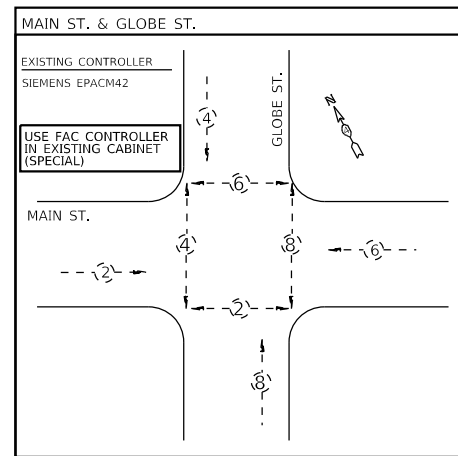 MAIN ST. & GLOBE ST.
EXISTING CONTROLLER
SIEMENS EPACM42
USE FAC CONTROLLER
IN EXISTING CABINET
(SPECIAL)
GLOBE ST.
N
4
6
MAIN ST.
4
8
6
2
2
8